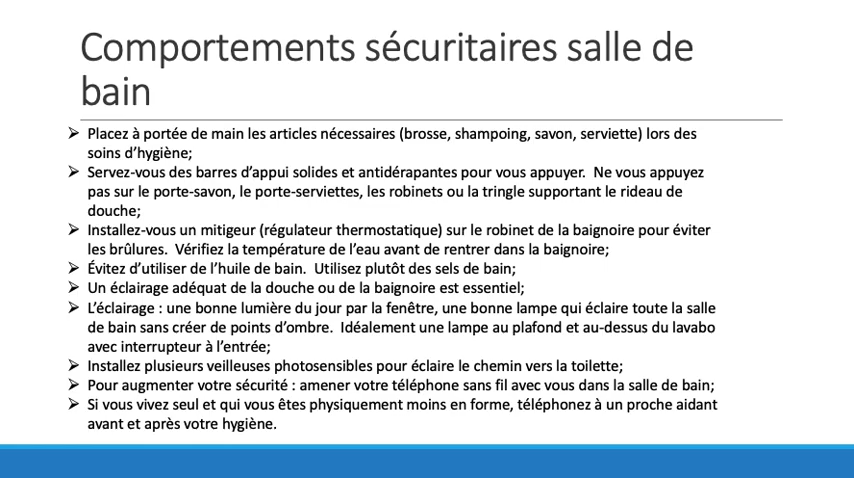 Comportements sécuritaires salle de
bain
➢ Placez à portée de main les articles nécessaires (brosse, shampoing, savon, serviette) lors des
soins d’hygiène;
➢ Servez-vous des barres d’appui solides et antidérapantes pour vous appuyer.  Ne vous appuyez
pas sur le porte-savon, le porte-serviettes, les robinets ou la tringle supportant le rideau de
douche;
➢ Installez-vous un mitigeur (régulateur thermostatique) sur le robinet de la baignoire pour éviter
les brûlures.  Vérifiez la température de l’eau avant de rentrer dans la baignoire;
➢ Évitez d’utiliser de l’huile de bain.  Utilisez plutôt des sels de bain;
➢ Un éclairage adéquat de la douche ou de la baignoire est essentiel;
➢ L’éclairage : une bonne lumière du jour par la fenêtre, une bonne lampe qui éclaire toute la salle
de bain sans créer de points d’ombre.  Idéalement une lampe au plafond et au-dessus du lavabo
avec interrupteur à l’entrée;
➢ Installez plusieurs veilleuses photosensibles pour éclaire le chemin vers la toilette;
➢ Pour augmenter votre sécurité : amener votre téléphone sans fil avec vous dans la salle de bain;
➢ Si vous vivez seul et qui vous êtes physiquement moins en forme, téléphonez à un proche aidant
avant et après votre hygiène.